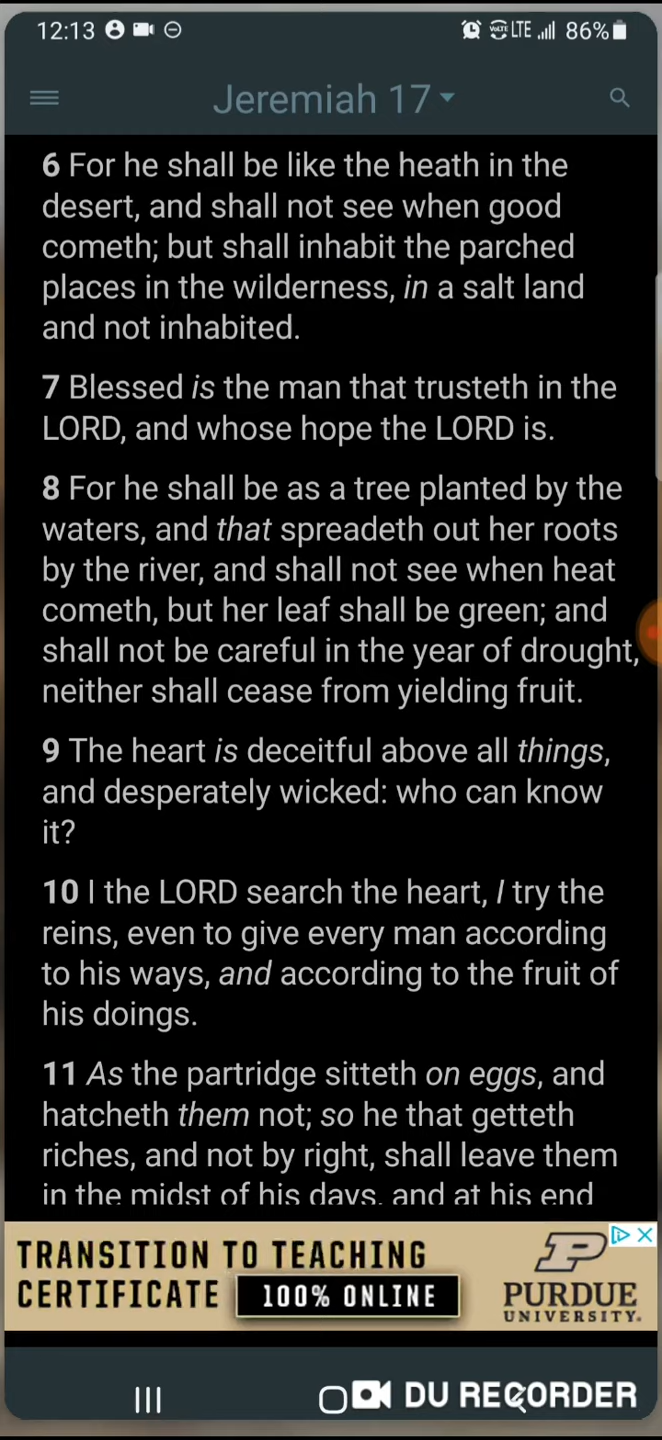 12:13
VoLTE LTE 86%
Jeremiah 17
6 For he shall be like the heath in the
desert, and shall not see when good
cometh; but shall inhabit the parched
places in the wilderness, in a salt land
and not inhabited.
7 Blessed is the man that trusteth in the
LORD, and whose hope the LORD is.
8 For he shall be as a tree planted by the
waters, and that spreadeth out her roots
by the river, and shall not see when heat
cometh, but her leaf shall be green; and
shall not be careful in the year of drought,
neither shall cease from yielding fruit.
9 The heart is deceitful above all things,
and desperately wicked: who can know
it?
10 I the LORD search the heart, I try the
reins, even to give every man according
to his ways, and according to the fruit of
his doings.
11 As the partridge sitteth on eggs, and
hatcheth them not; so he that getteth
riches, and not by right, shall leave them
in the midst of his days, and at his end
TRANSITION TO TEACHING
CERTIFICATE 100% ONLINE
P
PURDUE
UNIVERSITY.
DU RECORDER